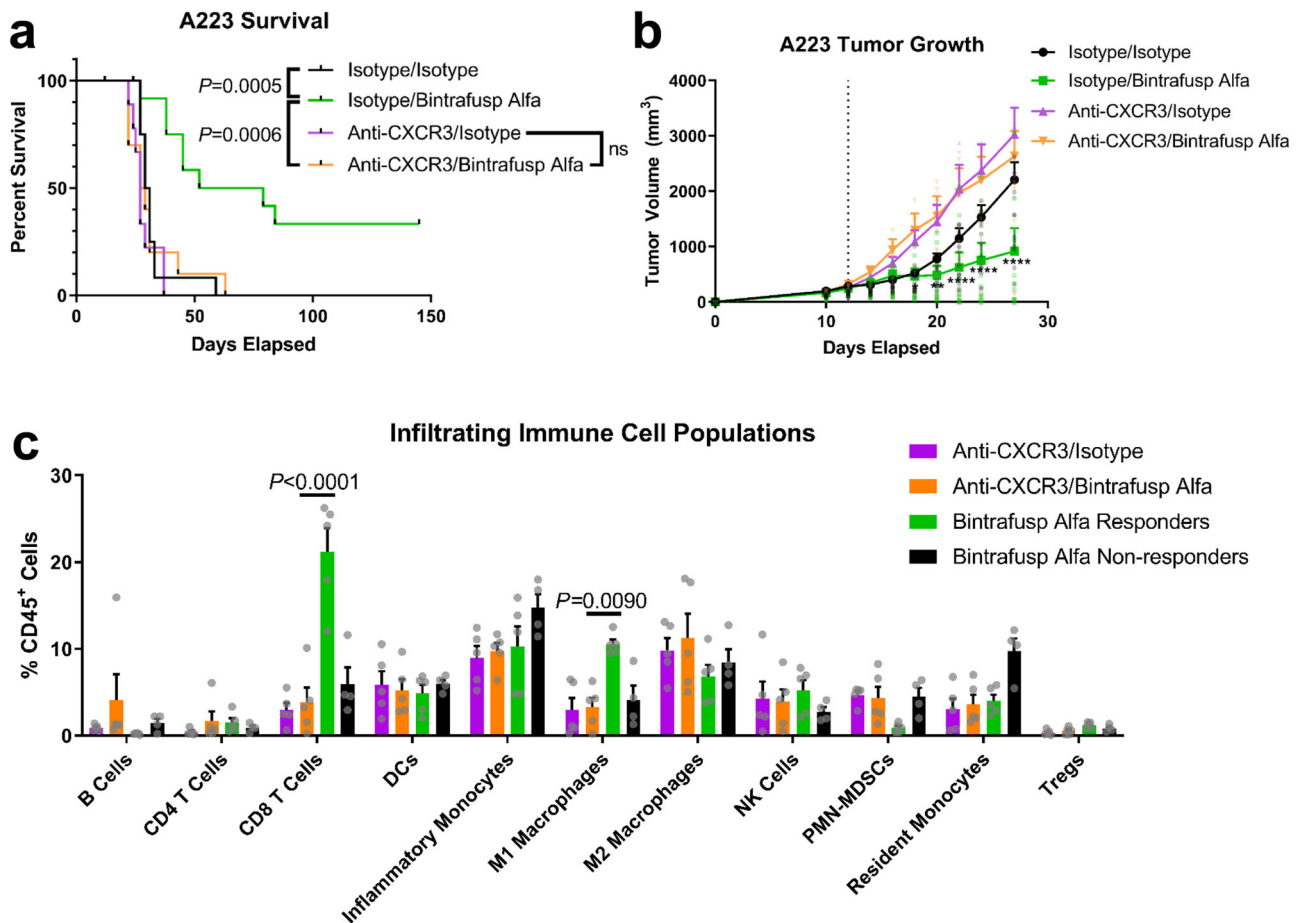 a
A223 Survival
Percent Survival
100
50
0
0
50
100
150
Days Elapsed
P=0.0005
P=0.0006
Isotype/Isotype
Isotype/Bintrafusp Alfa
Anti-CXCR3/Isotype
Anti-CXCR3/Bintrafusp Alfa
ns
b
A223 Tumor Growth
Tumor Volume (mm³)
4000
3000
2000
1000
0
0
10
20
30
Days Elapsed
*
**
****
****
****
Isotype/Isotype
Isotype/Bintrafusp Alfa
Anti-CXCR3/Isotype
Anti-CXCR3/Bintrafusp Alfa
c
Infiltrating Immune Cell Populations
% CD45⁺ Cells
30
20
10
0
P<0.0001
P=0.0090
Anti-CXCR3/Isotype
Anti-CXCR3/Bintrafusp Alfa
Bintrafusp Alfa Responders
Bintrafusp Alfa Non-responders
B Cells
CD4 T Cells
CD8 T Cells
DCs
Inflammatory Monocytes
M1 Macrophages
M2 Macrophages
NK Cells
PMN-MDSCs
Resident Monocytes
Tregs